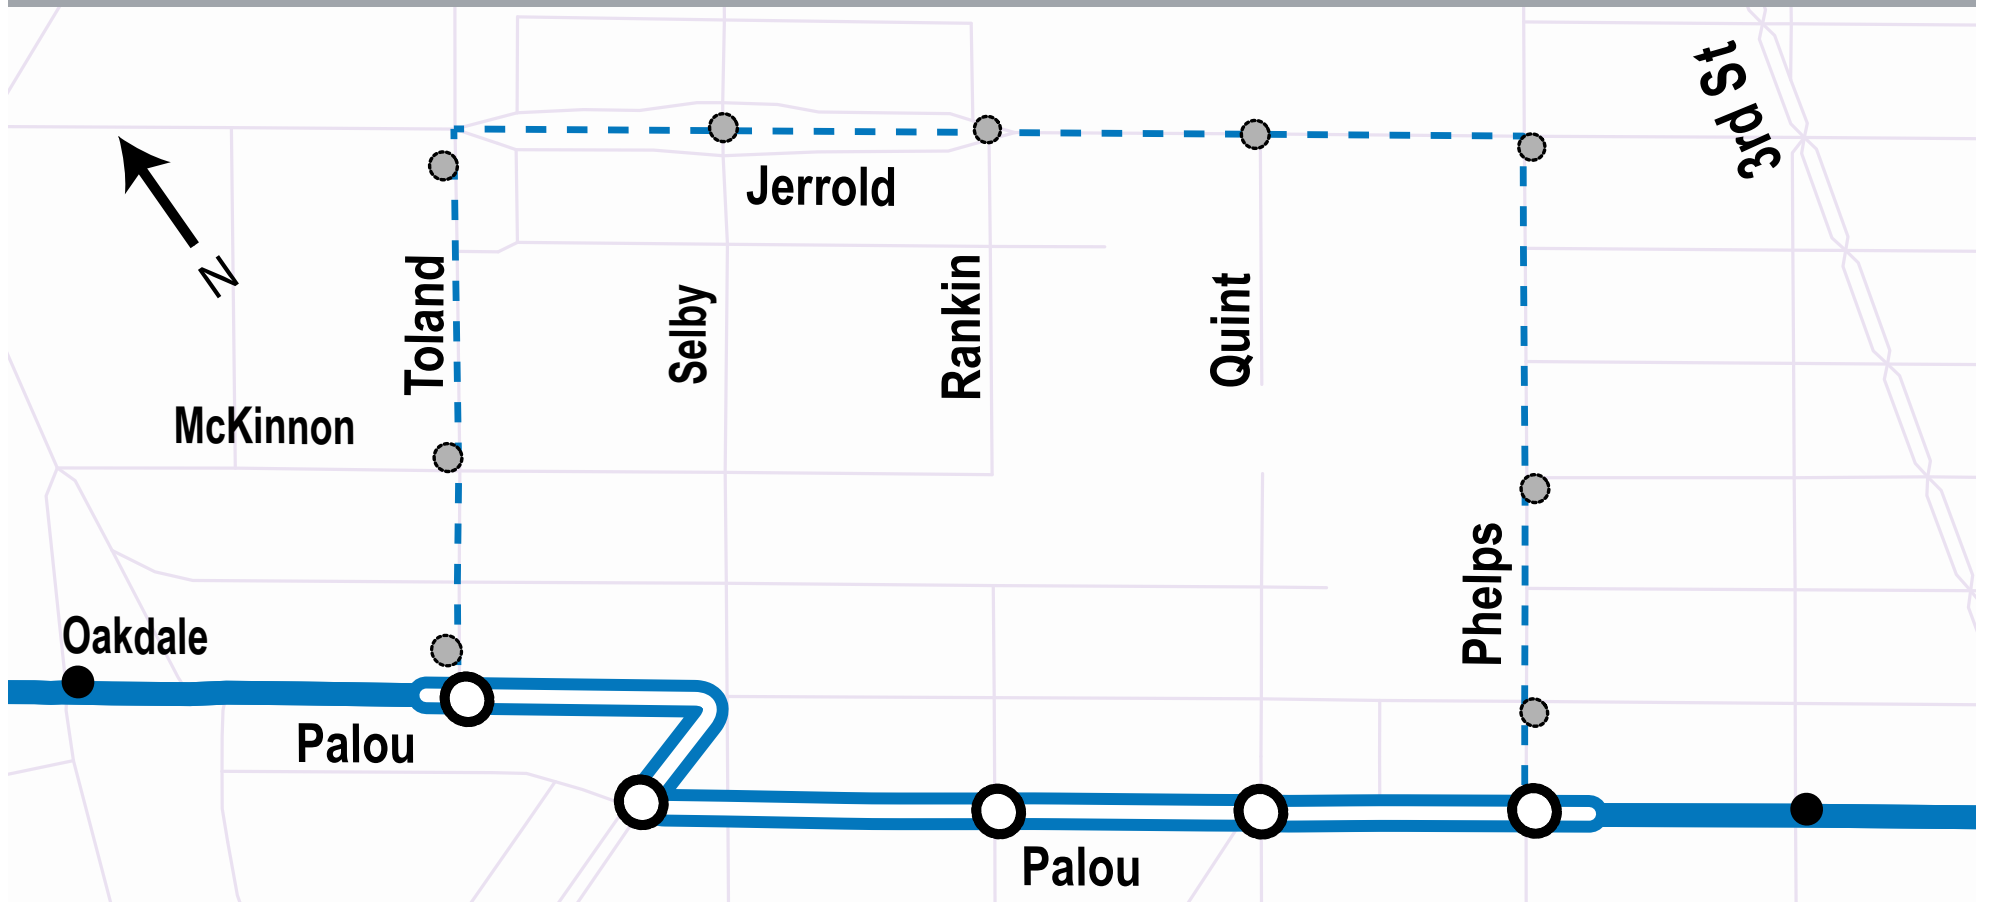 3rd St
Jerrold
N
Toland
Selby
Rankin
Quint
McKinnon
Phelps
Oakdale
Palou
Palou